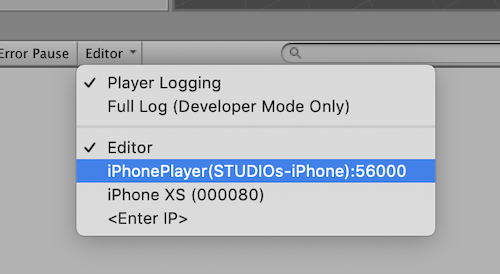 Error Pause
Editor
Player Logging
Full Log (Developer Mode Only)
Editor
iPhonePlayer(STUDIOs-iPhone):56000
iPhone XS (000080)
<Enter IP>